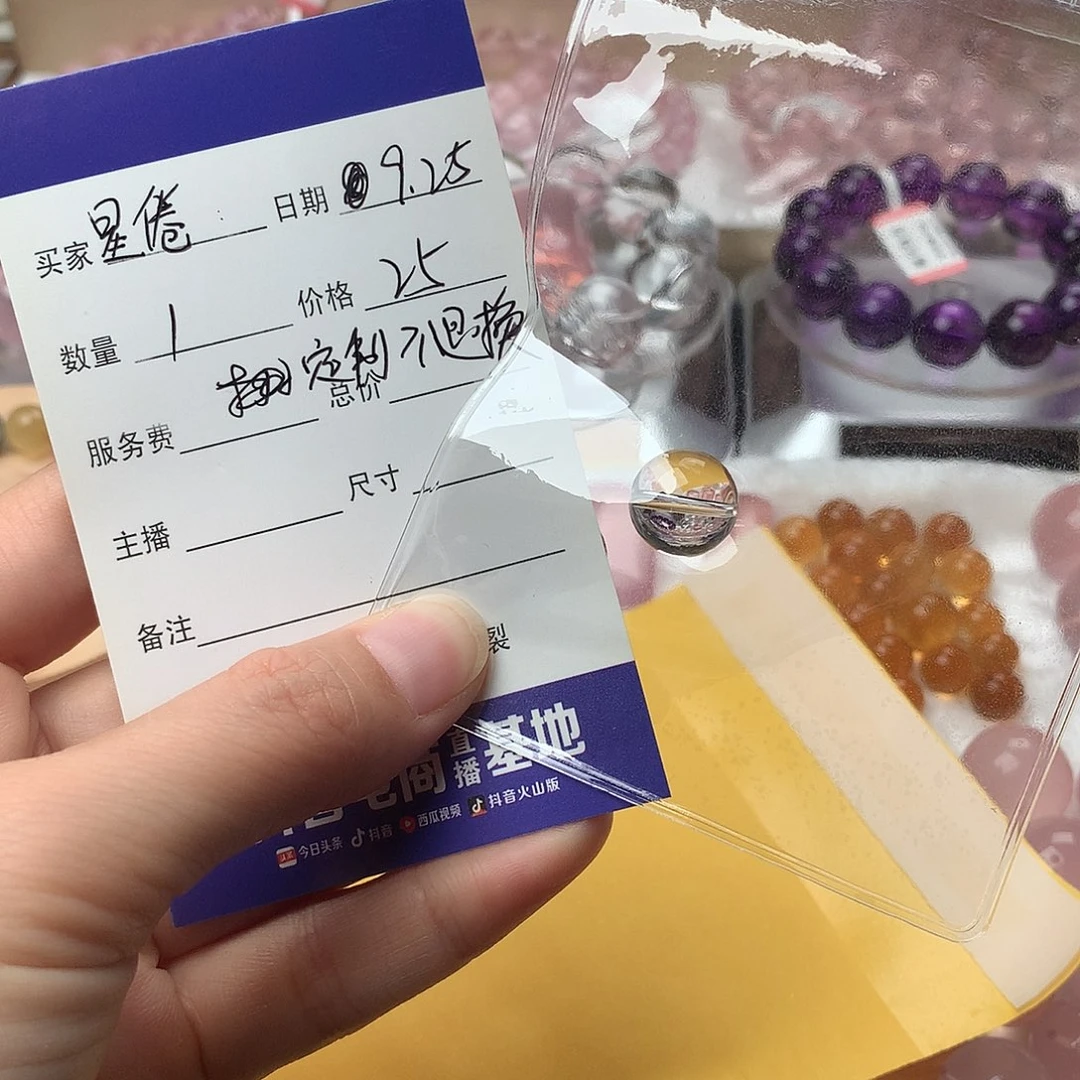 买家 星倦 日期 9.25
数量 1 价格 25
定制不退换
服务费 总价
主播 尺寸
备注
裂
电商直播基地
今日头条 抖音 西瓜视频 抖音火山版